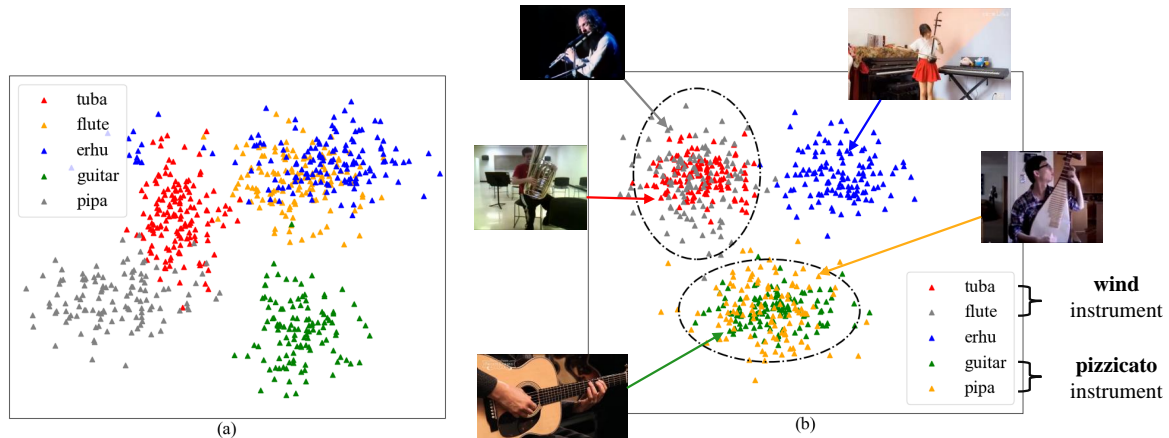 tuba
flute
erhu
guitar
pipa
(a)
tuba
flute
erhu
guitar
pipa
wind
instrument
pizzicato
instrument
(b)